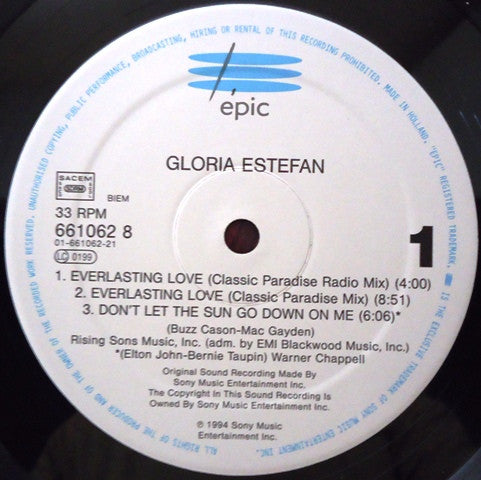 ALL RIGHTS OF THE PRODUCER AND OF THE OWNER OF THE RECORDED WORK RESERVED. UNAUTHORISED COPYING, PUBLIC PERFORMANCE, BROADCASTING, HIRING OR RENTAL OF THIS RECORDING PROHIBITED. MADE IN HOLLAND. "EPIC" REGISTERED TRADEMARK. IS THE EXCLUSIVE TRADEMARK OF SONY MUSIC ENTERTAINMENT INC.
epic
GLORIA ESTEFAN
SACEM
SDRM
BIEM
33 RPM
661062 8
01-661062-21
LC 0199
1
1. EVERLASTING LOVE (Classic Paradise Radio Mix) (4:00)
2. EVERLASTING LOVE (Classic Paradise Mix) (8:51)
3. DON'T LET THE SUN GO DOWN ON ME (6:06)*
(Buzz Cason-Mac Gayden)
Rising Sons Music, Inc. (adm. by EMI Blackwood Music, Inc.)
*(Elton John-Bernie Taupin) Warner Chappell
Original Sound Recording Made By
Sony Music Entertainment Inc.
The Copyright In This Sound Recording Is
Owned By Sony Music Entertainment Inc.
℗ 1994 Sony Music
Entertainment Inc.